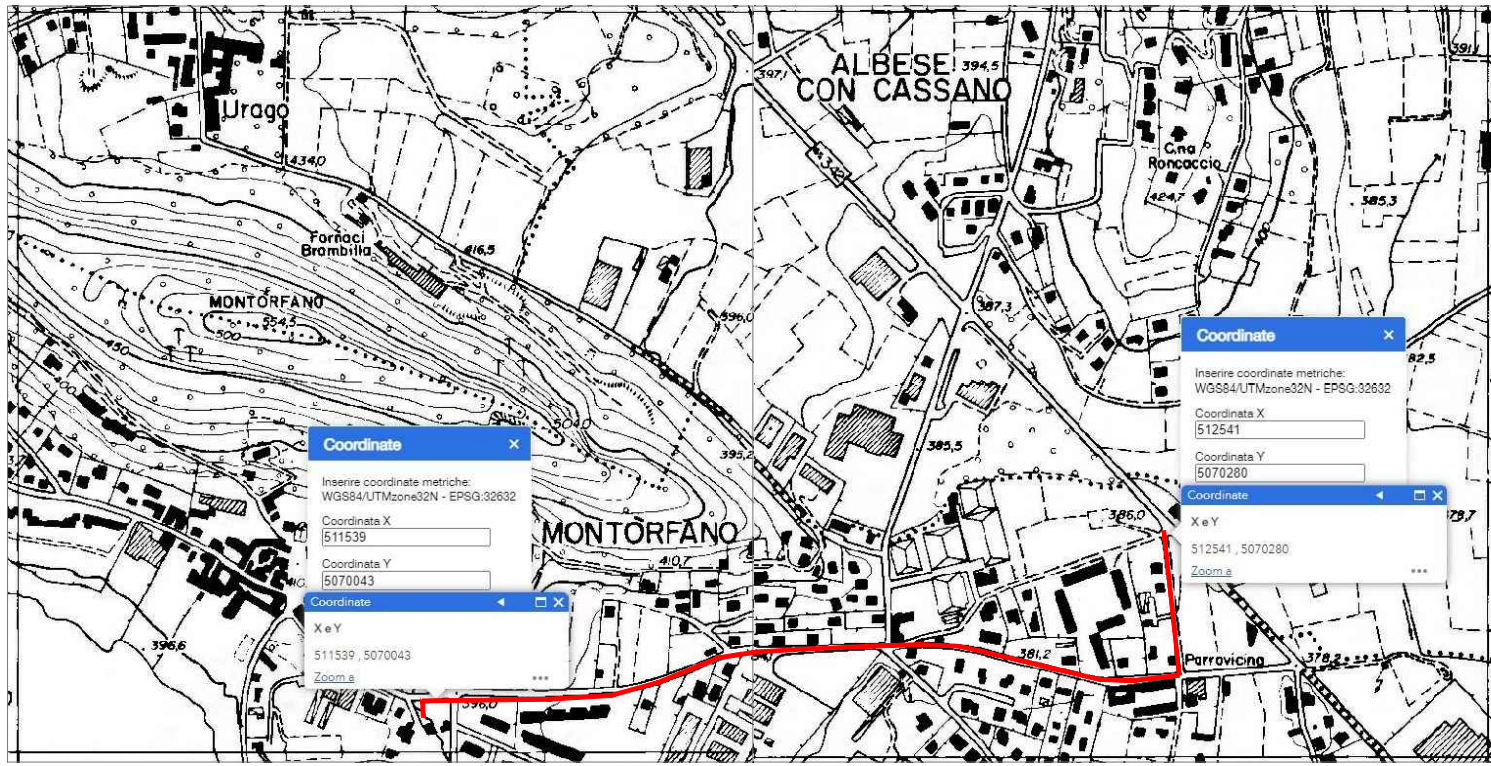 Urago
434,0
Fornaci
Brambilla
416,5
MONTORFANO
554,5
500
450
400
504,0
395,2
396,0
MONTORFANO
410,7
396,6
396,0
ALBESE
CON CASSANO
394,5
397,1
391,1
C.na
Roncaccio
424,7
385,3
400
387,3
385,5
386,0
381,2
Parravicino
378,2
Coordinate
Inserire coordinate metriche:
WGS84/UTMzone32N - EPSG:32632
Coordinata X
511539
Coordinata Y
5070043
Coordinate
X e Y
511539 , 5070043
Zoom a
Coordinate
Inserire coordinate metriche:
WGS84/UTMzone32N - EPSG:32632
Coordinata X
512541
Coordinata Y
5070280
Coordinate
X e Y
512541 , 5070280
Zoom a